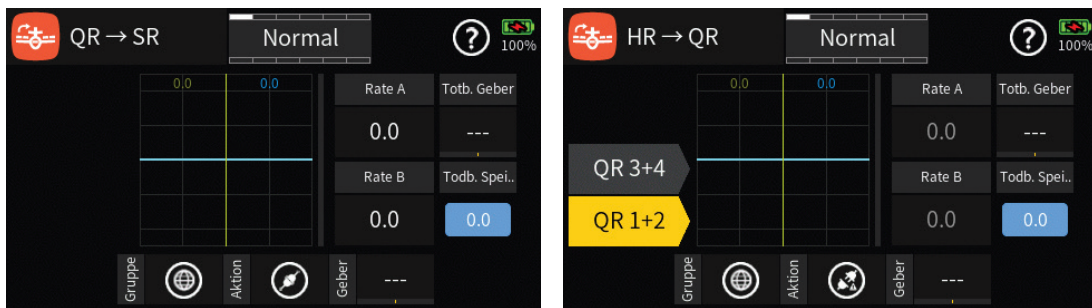 QR → SR
Normal
?
100%
0.0 0.0
Rate A
Totb. Geber
0.0
---
Rate B
Todb. Spei..
0.0
0.0
Gruppe
Aktion
Geber
---
HR → QR
Normal
?
100%
0.0 0.0
Rate A
Totb. Geber
0.0
---
QR 3+4
Rate B
Todb. Spei..
QR 1+2
0.0
0.0
Gruppe
Aktion
Geber
---